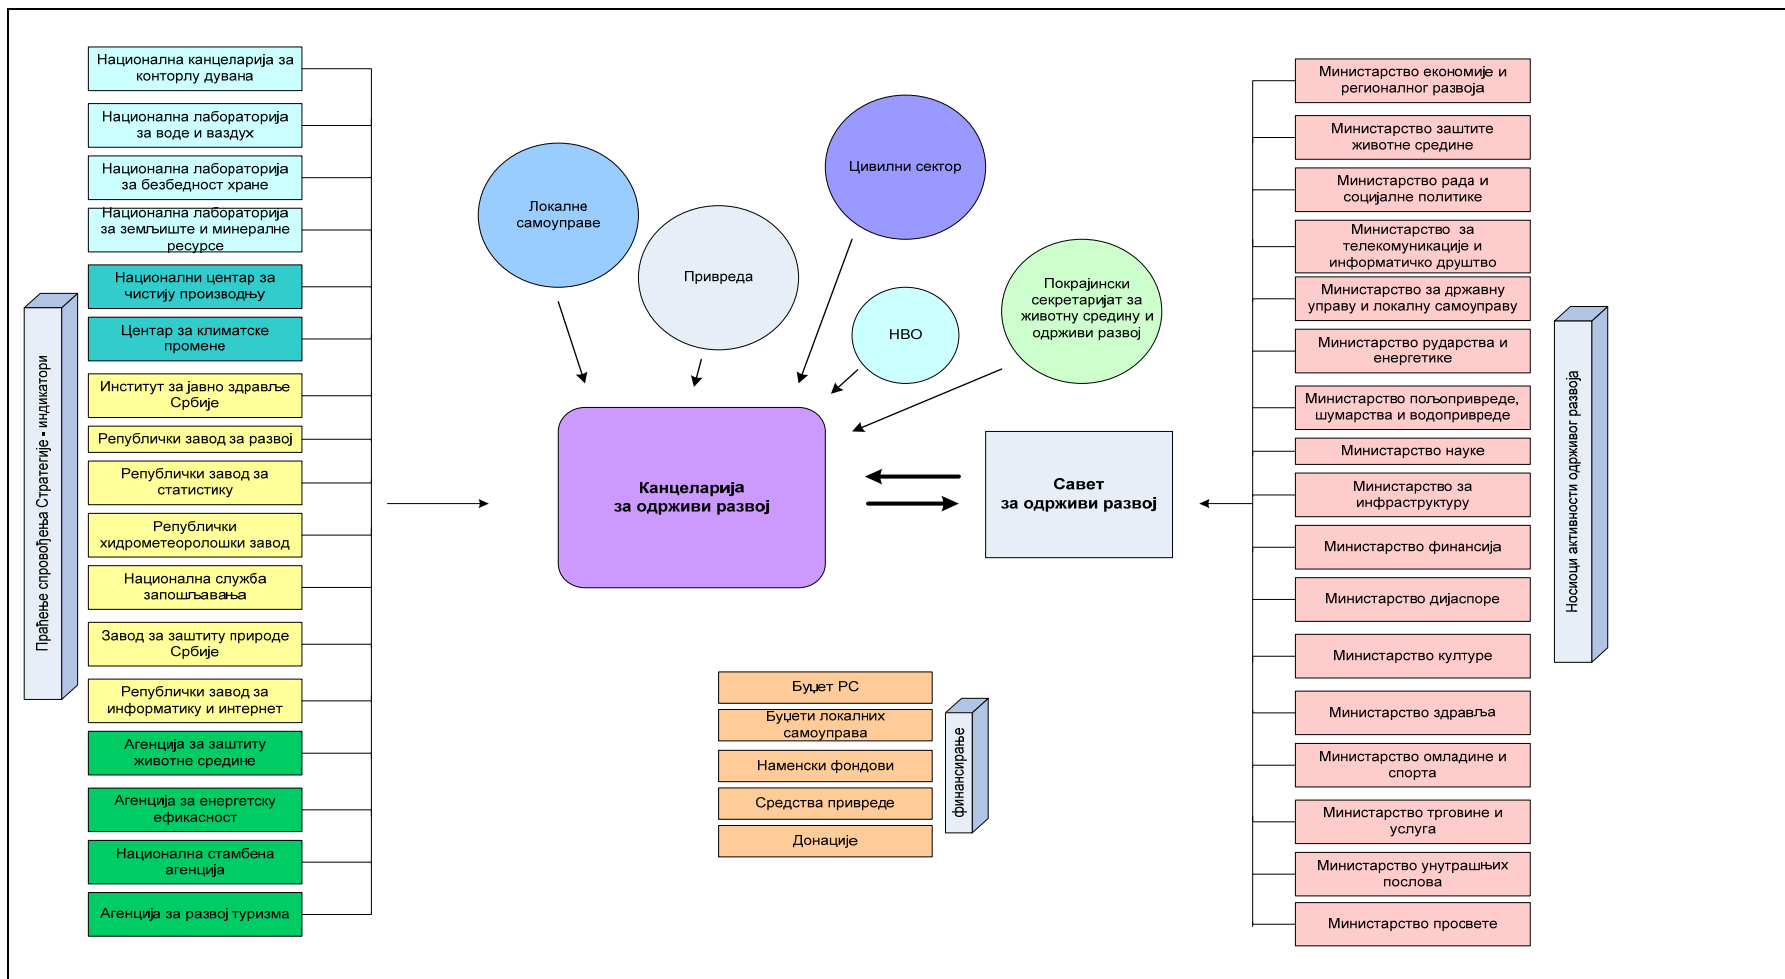 Национална канцеларија за
конторлу дувана
Национална лабораторија
за воде и ваздух
Национална лабораторија
за безбедност хране
Национална лабораторија
за земљиште и минералне
ресурсе
Национални центар за
чистију производњу
Центар за климатске
промене
Институт за јавно здравље
Србије
Републички завод за развој
Републички завод за
статистику
Републички
хидрометеоролошки завод
Национална служба
запошљавања
Завод за заштиту природе
Србије
Републички завод за
информатику и интернет
Агенција за заштиту
животне средине
Агенција за енергетску
ефикасност
Национална стамбена
агенција
Агенција за развој туризма
Праћење спровођења Стратегије - индикатори
Локалне
самоуправе
Привреда
Цивилни сектор
НВО
Покрајински
секретаријат за
животну средину и
одрживи развој
Канцеларија
за одрживи развој
Савет
за одрживи развој
Буџет РС
Буџети локалних
самоуправа
Наменски фондови
Средства привреде
Донације
финансирање
Министарство економије и
регионалног развоја
Министарство заштите
животне средине
Министарство рада и
социјалне политике
Министарство за
телекомуникације и
информатичко друштво
Министарство за државну
управу и локалну самоуправу
Министарство рударства и
енергетике
Министарство пољопривреде,
шумарства и водопривреде
Министарство науке
Министарство за
инфраструктуру
Министарство финансија
Министарство дијаспоре
Министарство културе
Министарство здравља
Министарство омладине и
спорта
Министарство трговине и
услуга
Министарство унутрашњих
послова
Министарство просвете
Носиоци активности одрживог развоја